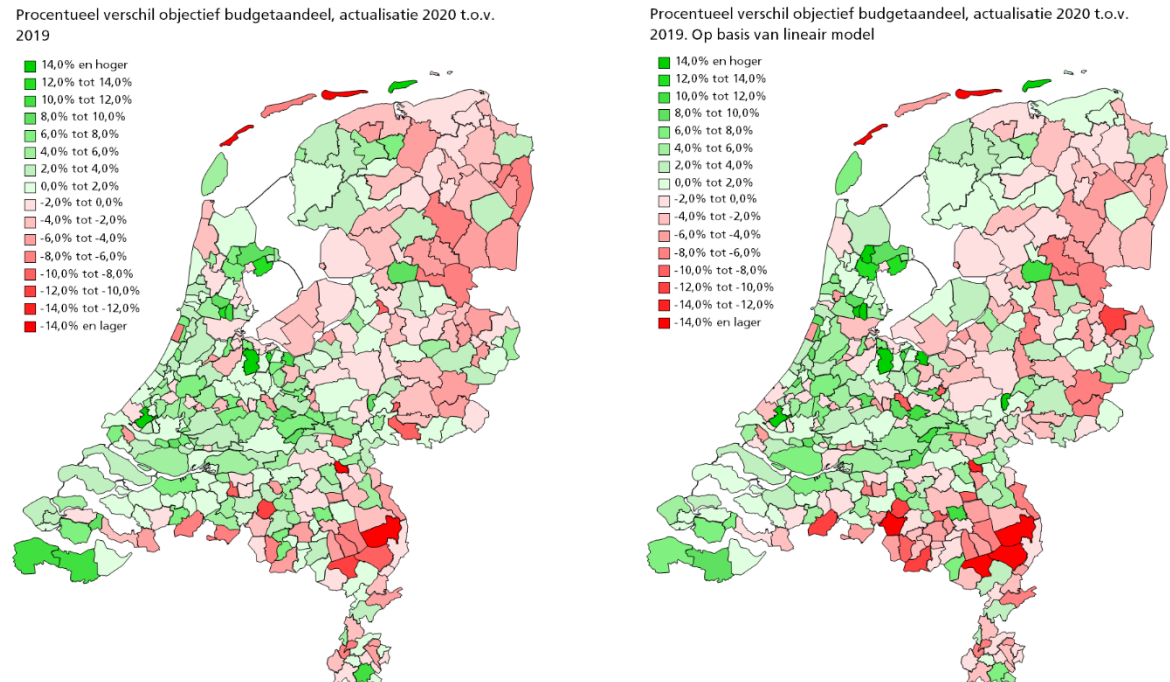 Procentueel verschil objectief budgetaandeel, actualisatie 2020 t.o.v.
2019
14,0% en hoger
12,0% tot 14,0%
10,0% tot 12,0%
8,0% tot 10,0%
6,0% tot 8,0%
4,0% tot 6,0%
2,0% tot 4,0%
0,0% tot 2,0%
-2,0% tot 0,0%
-4,0% tot -2,0%
-6,0% tot -4,0%
-8,0% tot -6,0%
-10,0% tot -8,0%
-12,0% tot -10,0%
-14,0% tot -12,0%
-14,0% en lager
Procentueel verschil objectief budgetaandeel, actualisatie 2020 t.o.v.
2019. Op basis van lineair model
14,0% en hoger
12,0% tot 14,0%
10,0% tot 12,0%
8,0% tot 10,0%
6,0% tot 8,0%
4,0% tot 6,0%
2,0% tot 4,0%
0,0% tot 2,0%
-2,0% tot 0,0%
-4,0% tot -2,0%
-6,0% tot -4,0%
-8,0% tot -6,0%
-10,0% tot -8,0%
-12,0% tot -10,0%
-14,0% tot -12,0%
-14,0% en lager